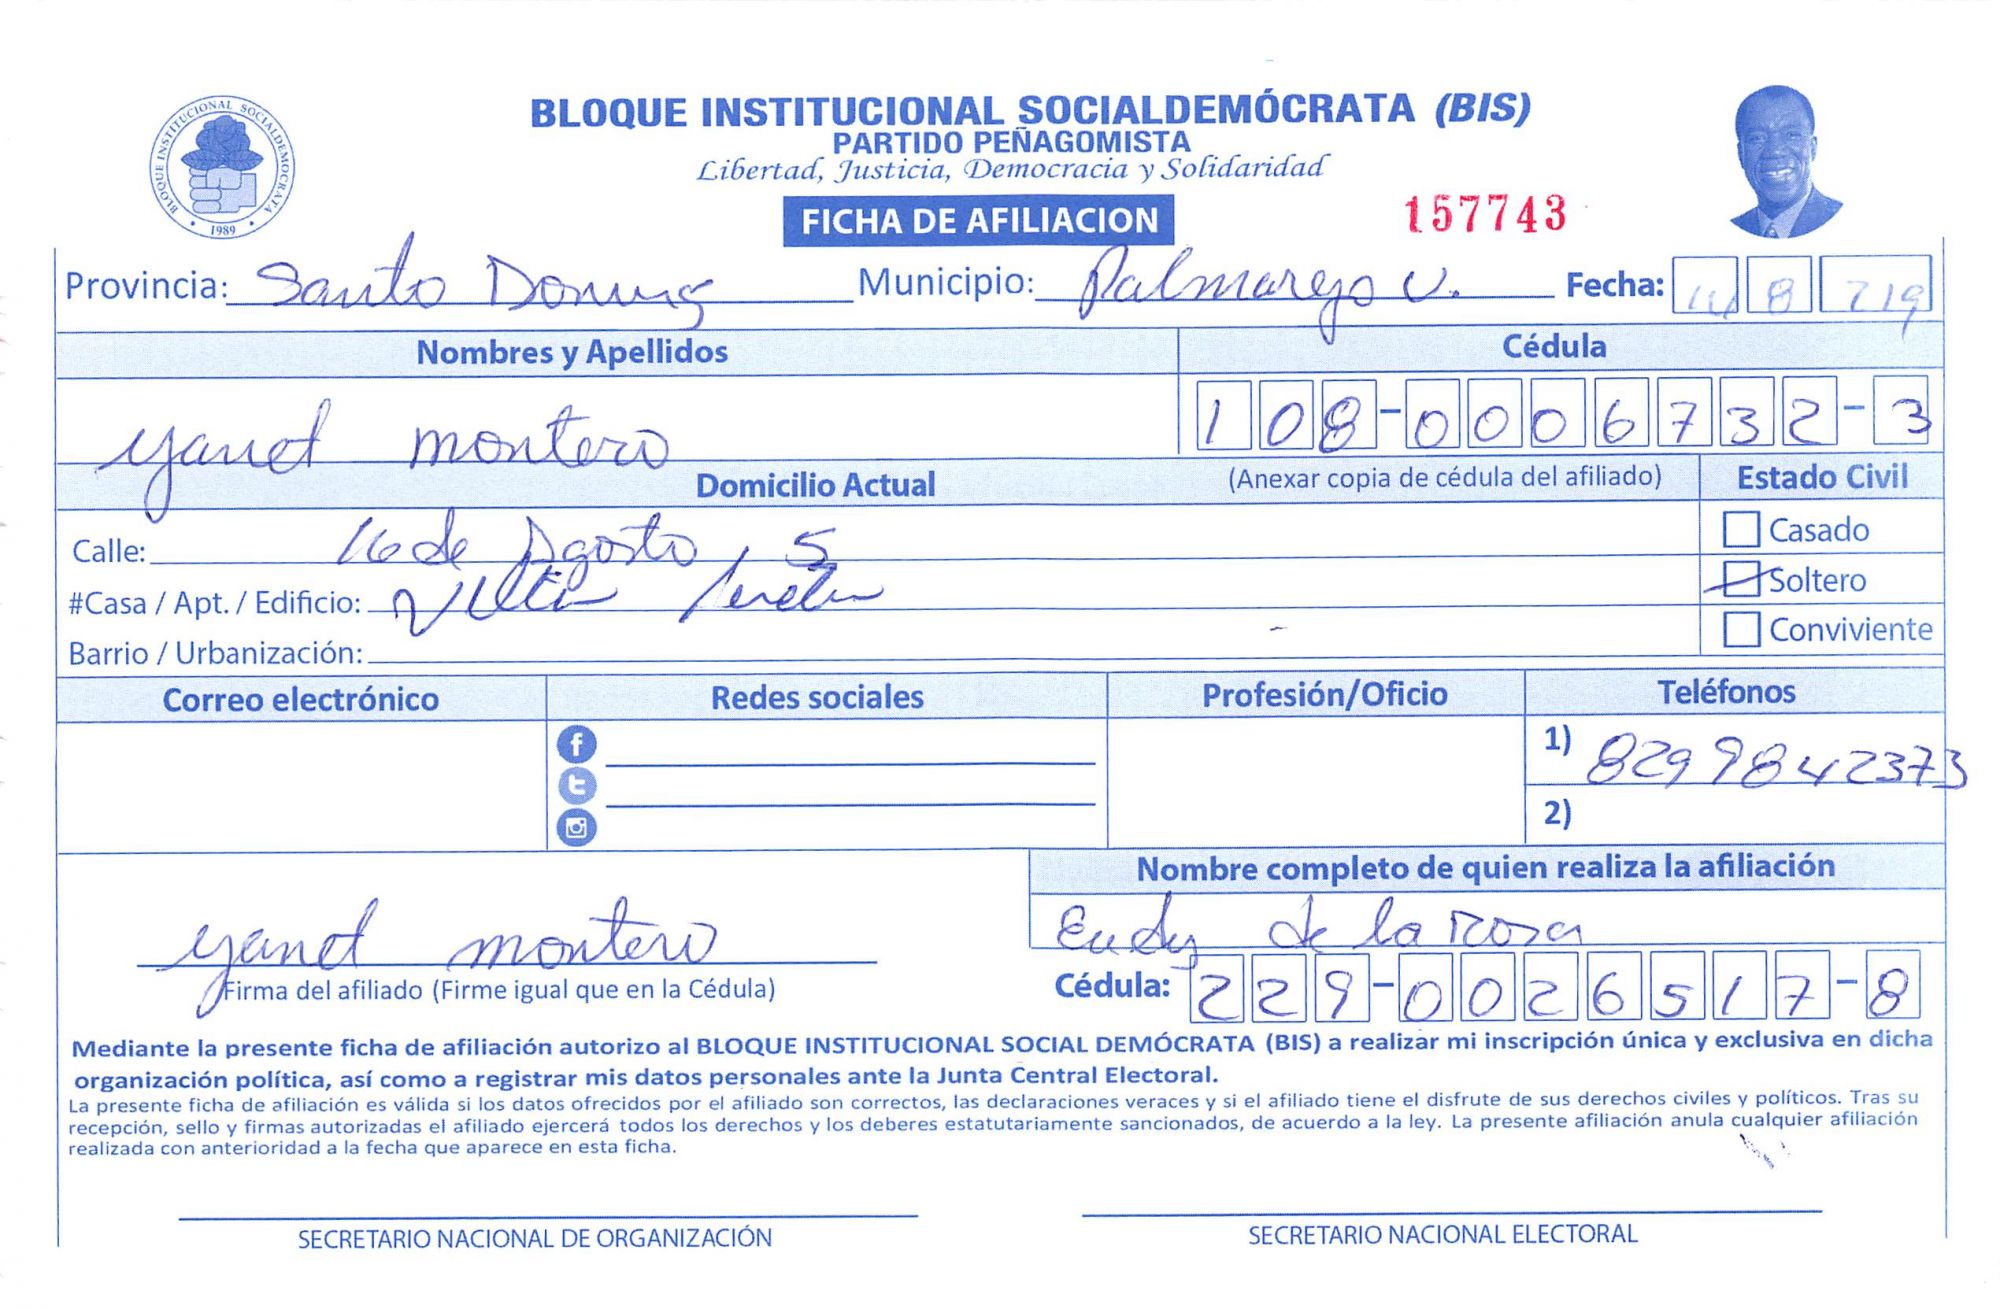 BLOQUE INSTITUCIONAL SOCIALDEMÓCRATA (BIS)
PARTIDO PEÑAGOMISTA
Libertad, Justicia, Democracia y Solidaridad
BLOQUE INSTITUCIONAL SOCIALDEMOCRATA
1989
FICHA DE AFILIACION
157743
Provincia: Santo Doming Municipio: Palmarejo V. Fecha: 14 8 219
Nombres y Apellidos Cédula
yanet montero 108-0006732-3
Domicilio Actual (Anexar copia de cédula del afiliado) Estado Civil
Calle: 16 de Agosto 5 Casado
#Casa / Apt. / Edificio: Soltero
Barrio / Urbanización: Conviviente
Correo electrónico Redes sociales Profesión/Oficio Teléfonos
1) 829 984 2373
2)
Nombre completo de quien realiza la afiliación
yanet montero Eudy de la Rosa
Firma del afiliado (Firme igual que en la Cédula) Cédula: 229-0026517-8
Mediante la presente ficha de afiliación autorizo al BLOQUE INSTITUCIONAL SOCIAL DEMÓCRATA (BIS) a realizar mi inscripción única y exclusiva en dicha
organización política, así como a registrar mis datos personales ante la Junta Central Electoral.
La presente ficha de afiliación es válida si los datos ofrecidos por el afiliado son correctos, las declaraciones veraces y si el afiliado tiene el disfrute de sus derechos civiles y políticos. Tras su
recepción, sello y firmas autorizadas el afiliado ejercerá todos los derechos y los deberes estatutariamente sancionados, de acuerdo a la ley. La presente afiliación anula cualquier afiliación
realizada con anterioridad a la fecha que aparece en esta ficha.
SECRETARIO NACIONAL DE ORGANIZACIÓN SECRETARIO NACIONAL ELECTORAL